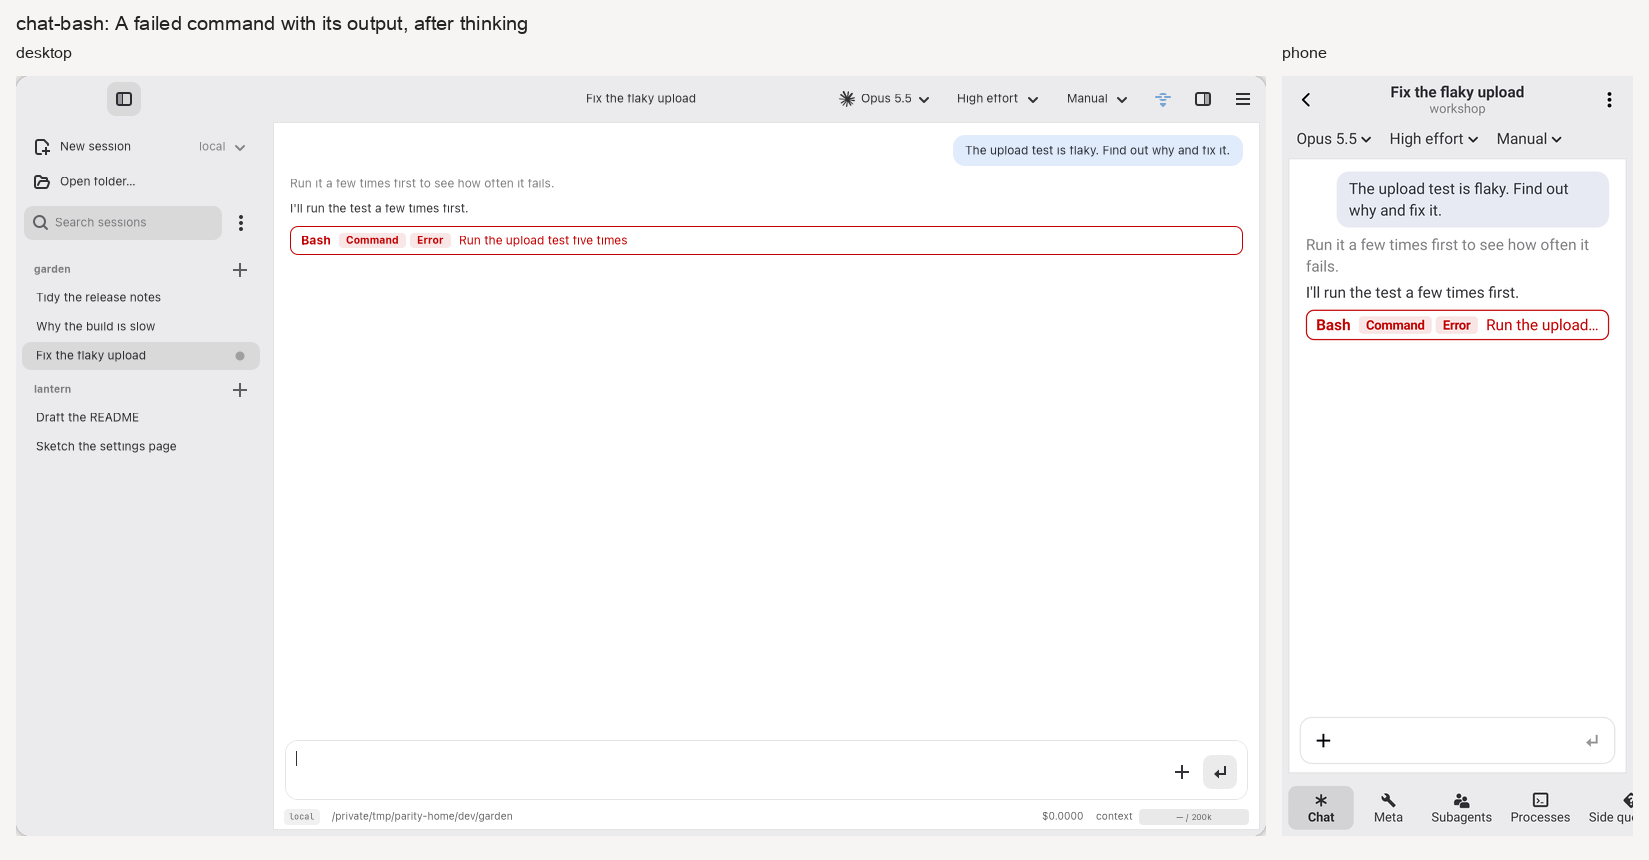 chat-bash: A failed command with its output, after thinking
desktop
Fix the flaky upload
Opus 5.5
High effort
Manual
New session
local
Open folder...
Search sessions
garden
Tidy the release notes
Why the build is slow
Fix the flaky upload
lantern
Draft the README
Sketch the settings page
The upload test is flaky. Find out why and fix it.
Run it a few times first to see how often it fails.
I'll run the test a few times first.
Bash Command Error Run the upload test five times
local /private/tmp/parity-home/dev/garden
$0.0000 context — / 200k
phone
Fix the flaky upload
workshop
Opus 5.5 High effort Manual
The upload test is flaky. Find out
why and fix it.
Run it a few times first to see how often it
fails.
I'll run the test a few times first.
Bash Command Error Run the upload...
Chat Meta Subagents Processes Side qu